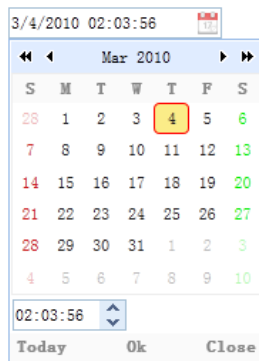 3/4/2010 02:03:56
Mar 2010
S M T W T F S
28 1 2 3 4 5 6
7 8 9 10 11 12 13
14 15 16 17 18 19 20
21 22 23 24 25 26 27
28 29 30 31 1 2 3
4 5 6 7 8 9 10
02:03:56
Today Ok Close